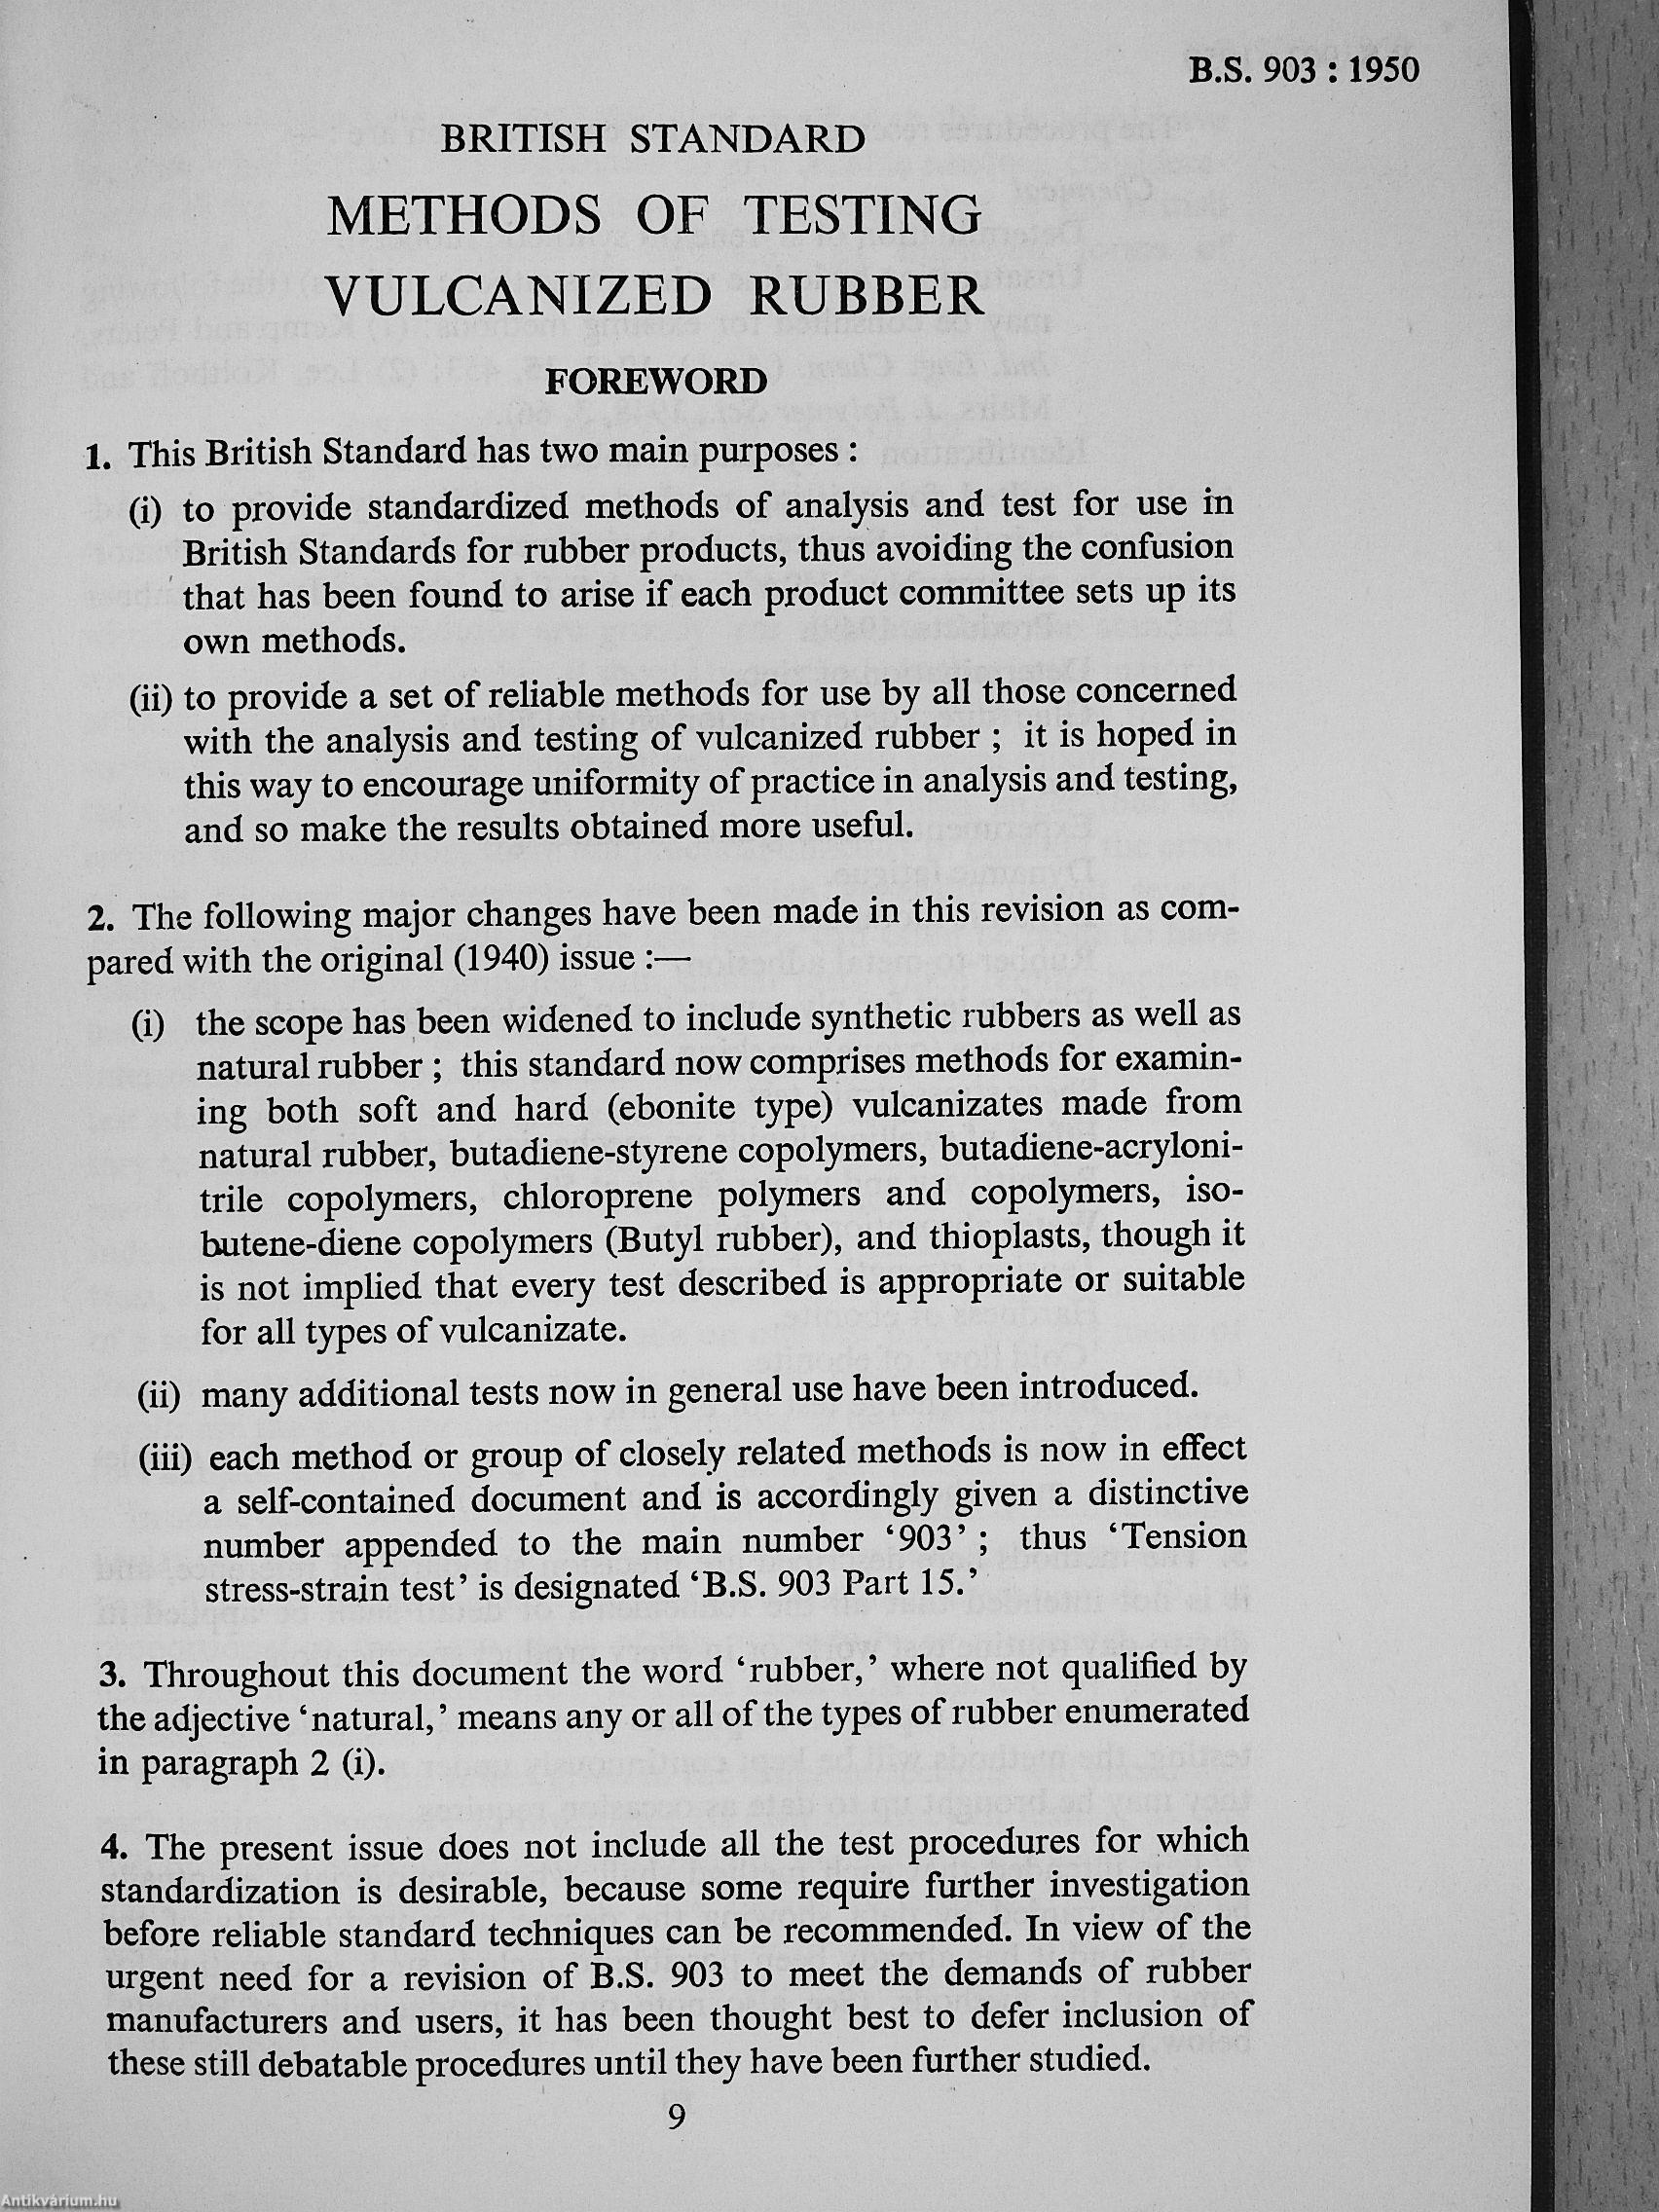 B.S. 903 : 1950
BRITISH STANDARD
METHODS OF TESTING
VULCANIZED RUBBER
FOREWORD
1. This British Standard has two main purposes :
(i) to provide standardized methods of analysis and test for use in
British Standards for rubber products, thus avoiding the confusion
that has been found to arise if each product committee sets up its
own methods.
(ii) to provide a set of reliable methods for use by all those concerned
with the analysis and testing of vulcanized rubber ; it is hoped in
this way to encourage uniformity of practice in analysis and testing,
and so make the results obtained more useful.
2. The following major changes have been made in this revision as com-
pared with the original (1940) issue :—
(i) the scope has been widened to include synthetic rubbers as well as
natural rubber ; this standard now comprises methods for examin-
ing both soft and hard (ebonite type) vulcanizates made from
natural rubber, butadiene-styrene copolymers, butadiene-acryloni-
trile copolymers, chloroprene polymers and copolymers, iso-
butene-diene copolymers (Butyl rubber), and thioplasts, though it
is not implied that every test described is appropriate or suitable
for all types of vulcanizate.
(ii) many additional tests now in general use have been introduced.
(iii) each method or group of closely related methods is now in effect
a self-contained document and is accordingly given a distinctive
number appended to the main number ‘903’ ; thus ‘Tension
stress-strain test’ is designated ‘B.S. 903 Part 15.’
3. Throughout this document the word ‘rubber,’ where not qualified by
the adjective ‘natural,’ means any or all of the types of rubber enumerated
in paragraph 2 (i).
4. The present issue does not include all the test procedures for which
standardization is desirable, because some require further investigation
before reliable standard techniques can be recommended. In view of the
urgent need for a revision of B.S. 903 to meet the demands of rubber
manufacturers and users, it has been thought best to defer inclusion of
these still debatable procedures until they have been further studied.
9
Antikvárium.hu